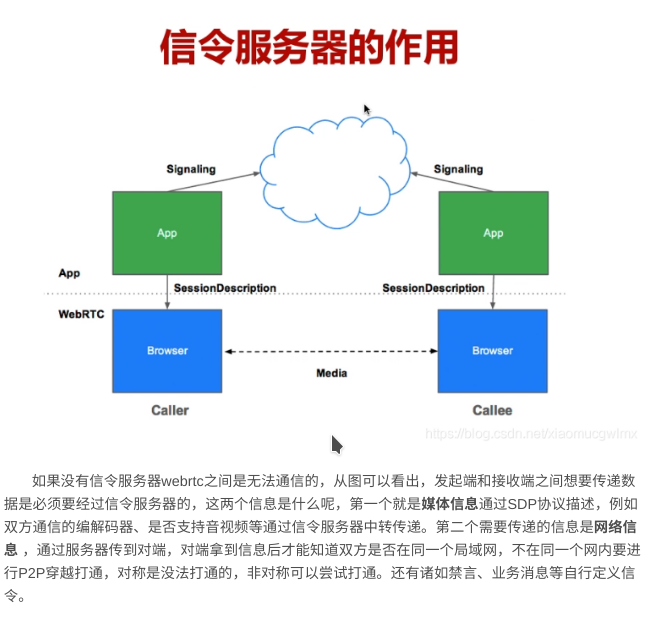 信令服务器的作用
Signaling
Signaling
App
App
App
SessionDescription
SessionDescription
WebRTC
Browser
Browser
Media
Caller
Callee
https://blog.csdn.net/xiaomucgwlmx
如果没有信令服务器webrtc之间是无法通信的，从图可以看出，发起端和接收端之间想要传递数
据是必须要经过信令服务器的，这两个信息是什么呢，第一个就是媒体信息通过SDP协议描述，例如
双方通信的编解码器、是否支持音视频等通过信令服务器中转传递。第二个需要传递的信息是网络信
息 ，通过服务器传到对端，对端拿到信息后才能知道双方是否在同一个局域网，不在同一个网内要进
行P2P穿越打通，对称是没法打通的，非对称可以尝试打通。还有诸如禁言、业务消息等自行定义信
令。